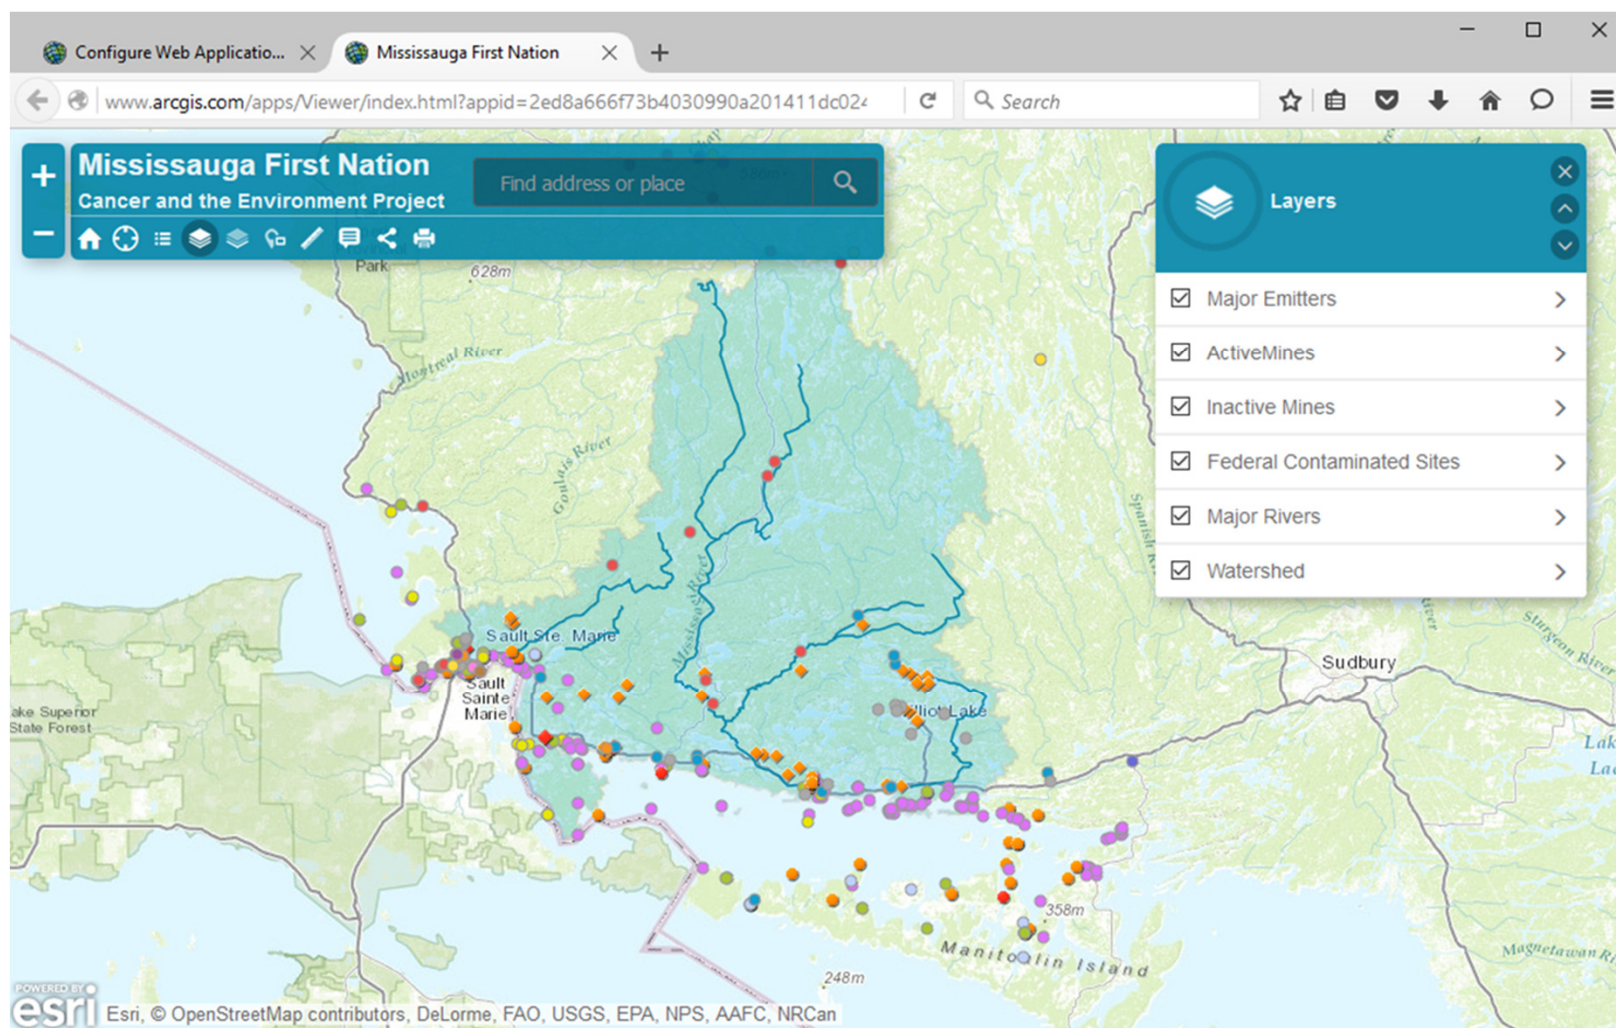 Configure Web Applicatio...
Mississauga First Nation
www.arcgis.com/apps/Viewer/index.html?appid=2ed8a666f73b4030990a201411dc024
Search
Mississauga First Nation
Cancer and the Environment Project
Find address or place
Layers
Major Emitters
ActiveMines
Inactive Mines
Federal Contaminated Sites
Major Rivers
Watershed
Park
628m
Montreal River
Goulais River
Mississagi River
Spanish
River
Sturgeon River
Sault Ste. Marie
Sault
Sainte
Marie
Elliot Lake
Sudbury
ake Superior
State Forest
Lak
358m
Manitoulin Island
248m
Magnetawan
POWERED BY
esri
Esri, © OpenStreetMap contributors, DeLorme, FAO, USGS, EPA, NPS, AAFC, NRCan